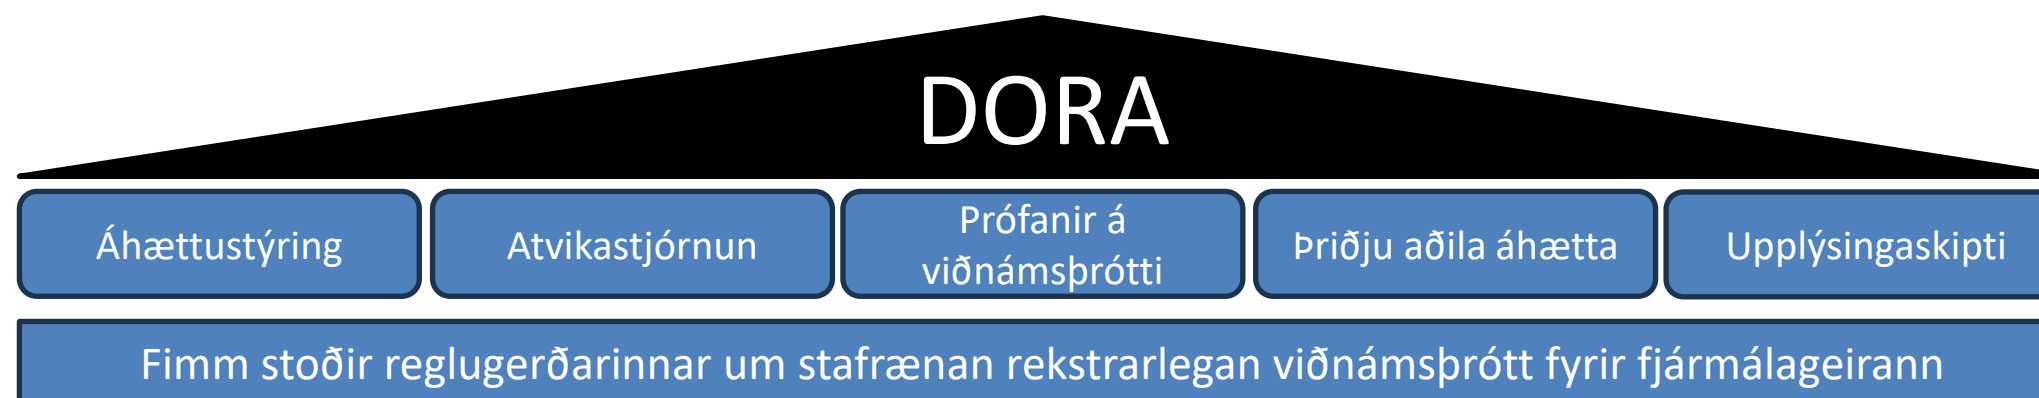 DORA
Áhættustýring
Atvikastjórnun
Prófanir á
viðnámsþrótti
Þriðju aðila áhætta
Upplýsingaskipti
Fimm stoðir reglugerðarinnar um stafrænan rekstrarlegan viðnámsþrótt fyrir fjármálageirann